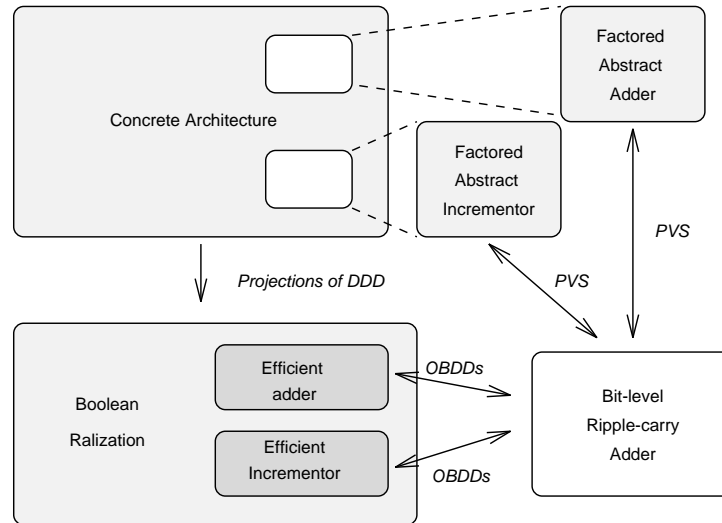 Factored
Abstract
Adder
Concrete Architecture
Factored
Abstract
Incrementor
PVS
PVS
Projections of DDD
Efficient
adder
OBDDs
Boolean
Ralization
Efficient
Incrementor
OBDDs
Bit-level
Ripple-carry
Adder